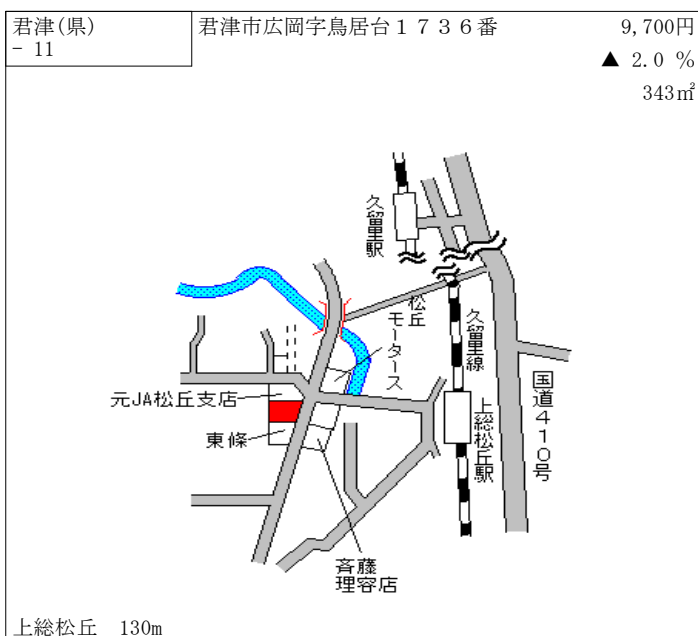 君津(県)
- 11
君津市広岡字鳥居台1736番
9,700円
▲ 2.0 %
343㎡
久留里駅
松丘
モータース
久留里線
元JA松丘支店
東條
上総松丘駅
国道410号
斉藤
理容店
上総松丘 130m